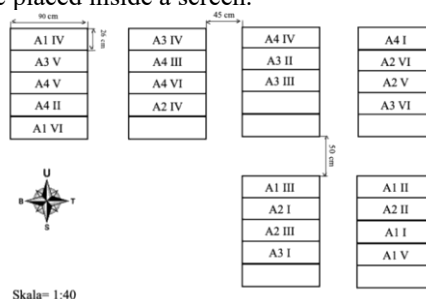 be placed inside a screen.
90 cm
26 cm
45 cm
A1 IV
A3 V
A4 V
A4 II
A1 VI
A3 IV
A4 III
A4 VI
A2 IV
A4 IV
A3 II
A3 III
A4 I
A2 VI
A2 V
A3 VI
50 cm
A1 III
A2 I
A2 III
A3 I
A1 II
A2 II
A1 I
A1 V
U
B T
S
Skala= 1:40